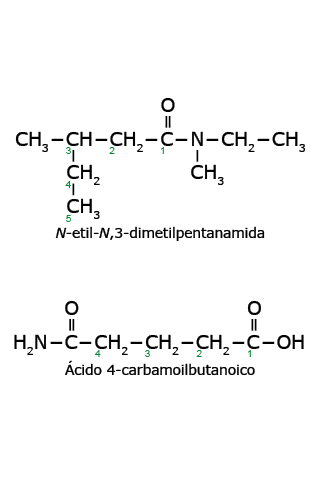 O
CH3–CH–CH2–C–N–CH2–CH3
3 2 1
CH2 CH3
4
CH3
5
N-etil-N,3-dimetilpentanamida
O O
H2N–C–CH2–CH2–CH2–C–OH
4 3 2 1
Ácido 4-carbamoilbutanoico